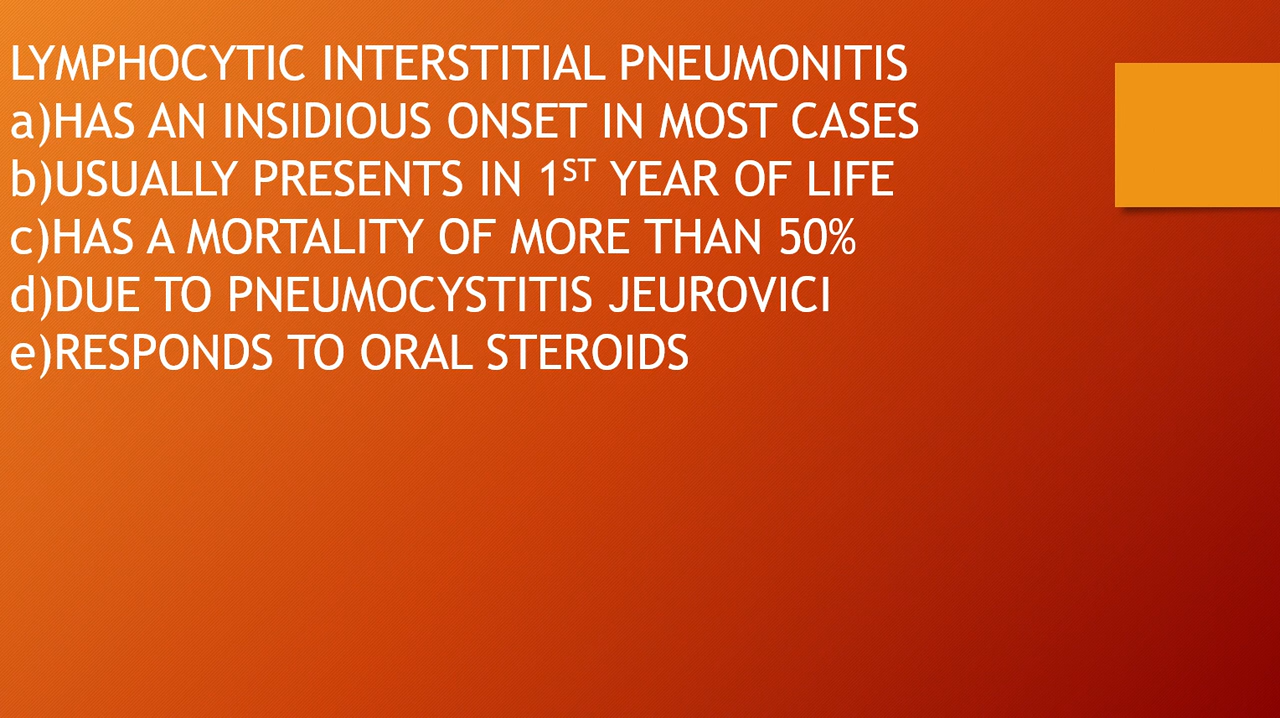 LYMPHOCYTIC INTERSTITIAL PNEUMONITIS
a)HAS AN INSIDIOUS ONSET IN MOST CASES
b)USUALLY PRESENTS IN 1ST YEAR OF LIFE
c)HAS A MORTALITY OF MORE THAN 50%
d)DUE TO PNEUMOCYSTITIS JEUROVICI
e)RESPONDS TO ORAL STEROIDS